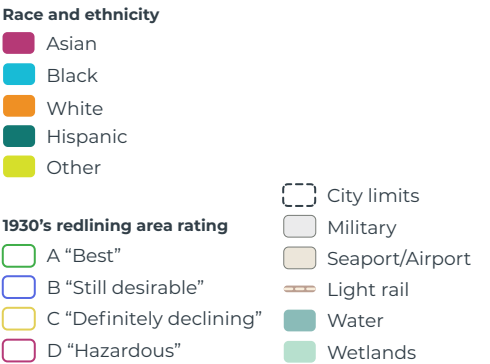 Race and ethnicity
Asian
Black
White
Hispanic
Other
1930’s redlining area rating
A “Best”
B “Still desirable”
C “Definitely declining”
D “Hazardous”
City limits
Military
Seaport/Airport
Light rail
Water
Wetlands